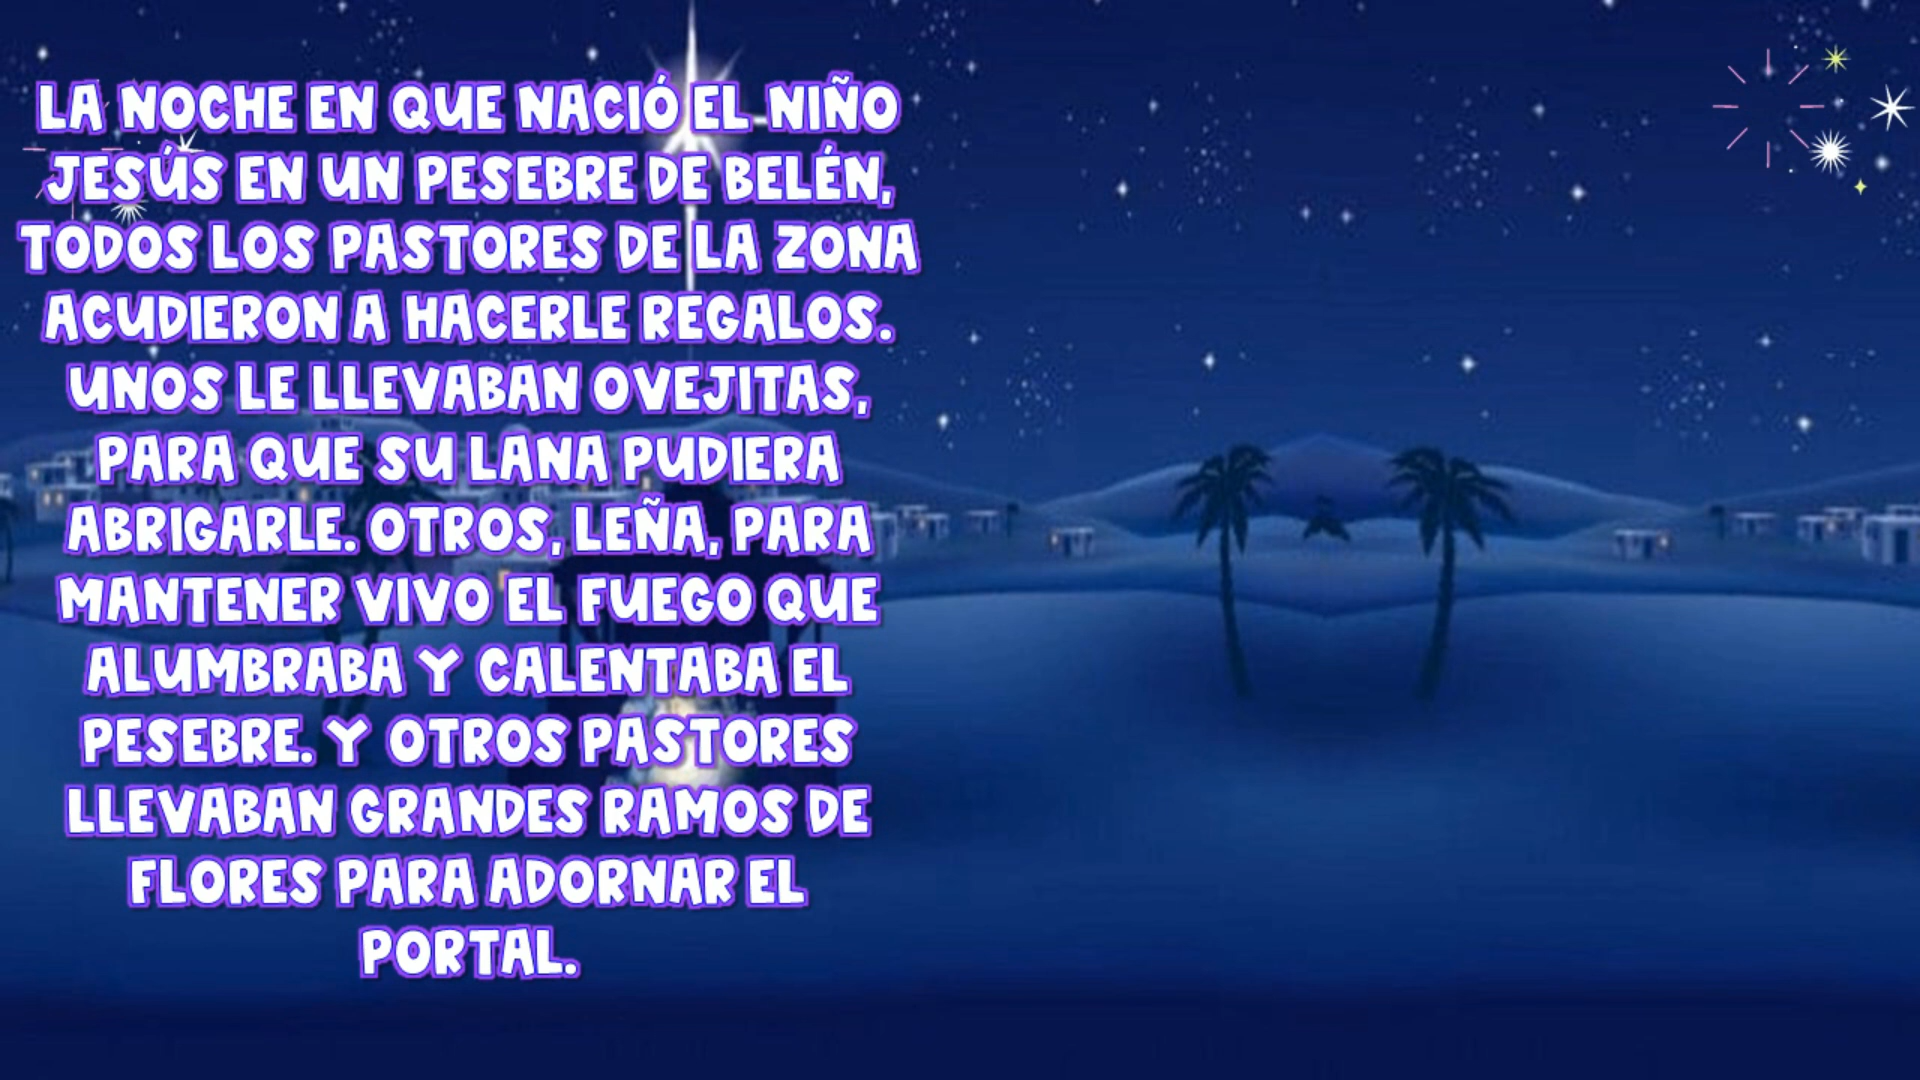 LA NOCHE EN QUE NACIÓ EL NIÑO
JESÚS EN UN PESEBRE DE BELÉN,
TODOS LOS PASTORES DE LA ZONA
ACUDIERON A HACERLE REGALOS.
UNOS LE LLEVABAN OVEJITAS,
PARA QUE SU LANA PUDIERA
ABRIGARLE. OTROS, LEÑA, PARA
MANTENER VIVO EL FUEGO QUE
ALUMBRABA Y CALENTABA EL
PESEBRE. Y OTROS PASTORES
LLEVABAN GRANDES RAMOS DE
FLORES PARA ADORNAR EL
PORTAL.